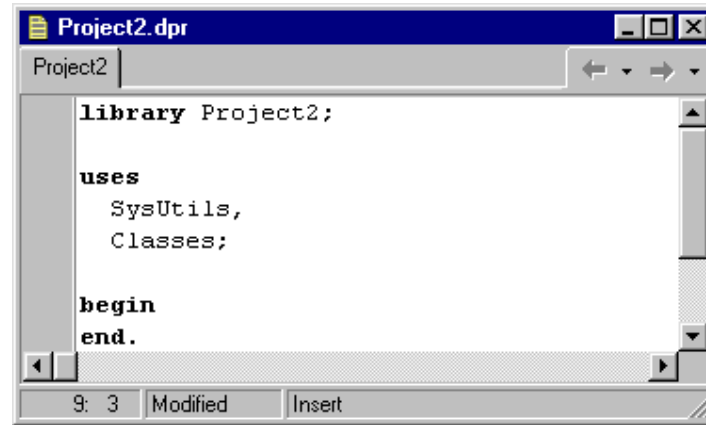 Project2.dpr
Project2
library Project2;
uses
SysUtils,
Classes;
begin
end.
9: 3 Modified Insert